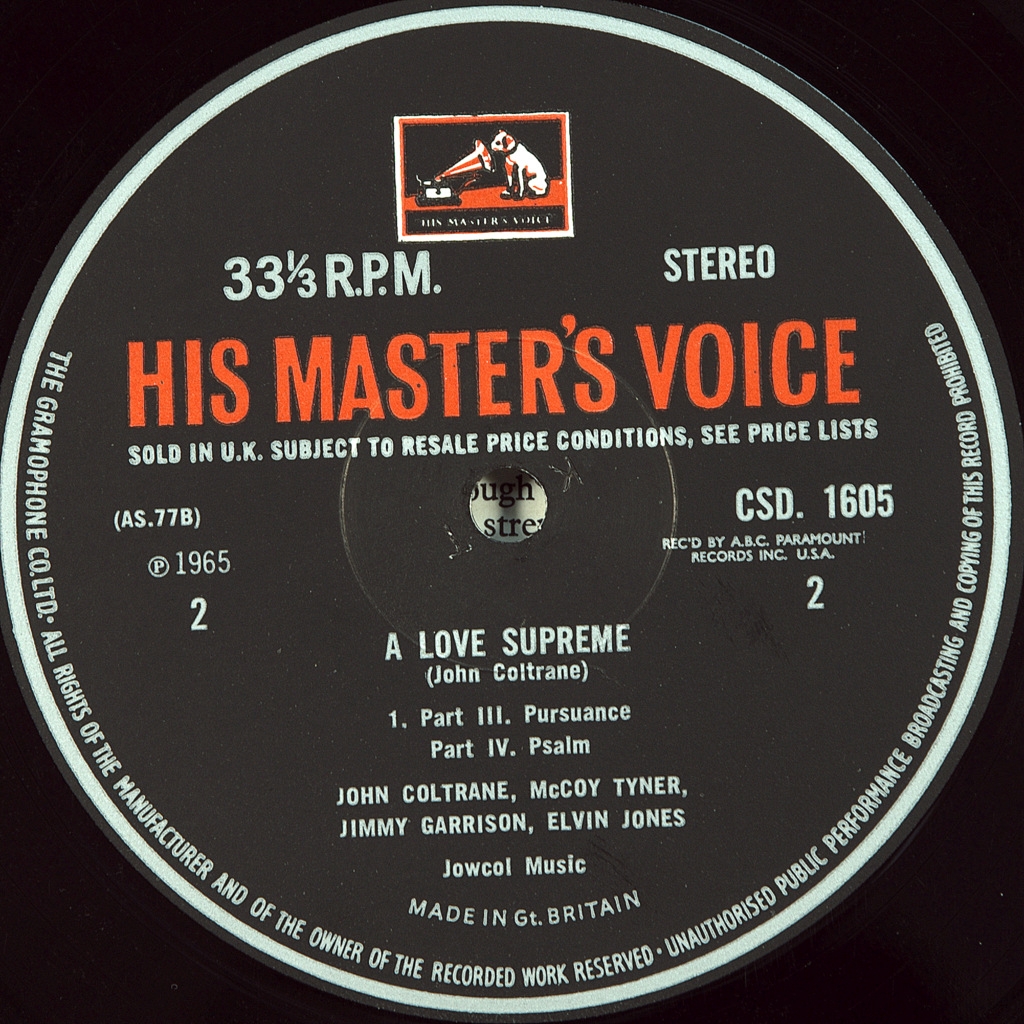 HIS MASTER'S VOICE
33⅓ R.P.M.
STEREO
HIS MASTER'S VOICE
SOLD IN U.K. SUBJECT TO RESALE PRICE CONDITIONS, SEE PRICE LISTS
(AS.77B)
℗ 1965
2
CSD. 1605
REC'D BY A.B.C. PARAMOUNT
RECORDS INC. U.S.A.
2
A LOVE SUPREME
(John Coltrane)
1. Part III. Pursuance
Part IV. Psalm
JOHN COLTRANE, McCOY TYNER,
JIMMY GARRISON, ELVIN JONES
Jowcol Music
MADE IN Gt. BRITAIN
THE GRAMOPHONE CO. LTD. · ALL RIGHTS OF THE MANUFACTURER AND OF THE OWNER OF THE RECORDED WORK RESERVED · UNAUTHORISED PUBLIC PERFORMANCE BROADCASTING AND COPYING OF THIS RECORD PROHIBITED